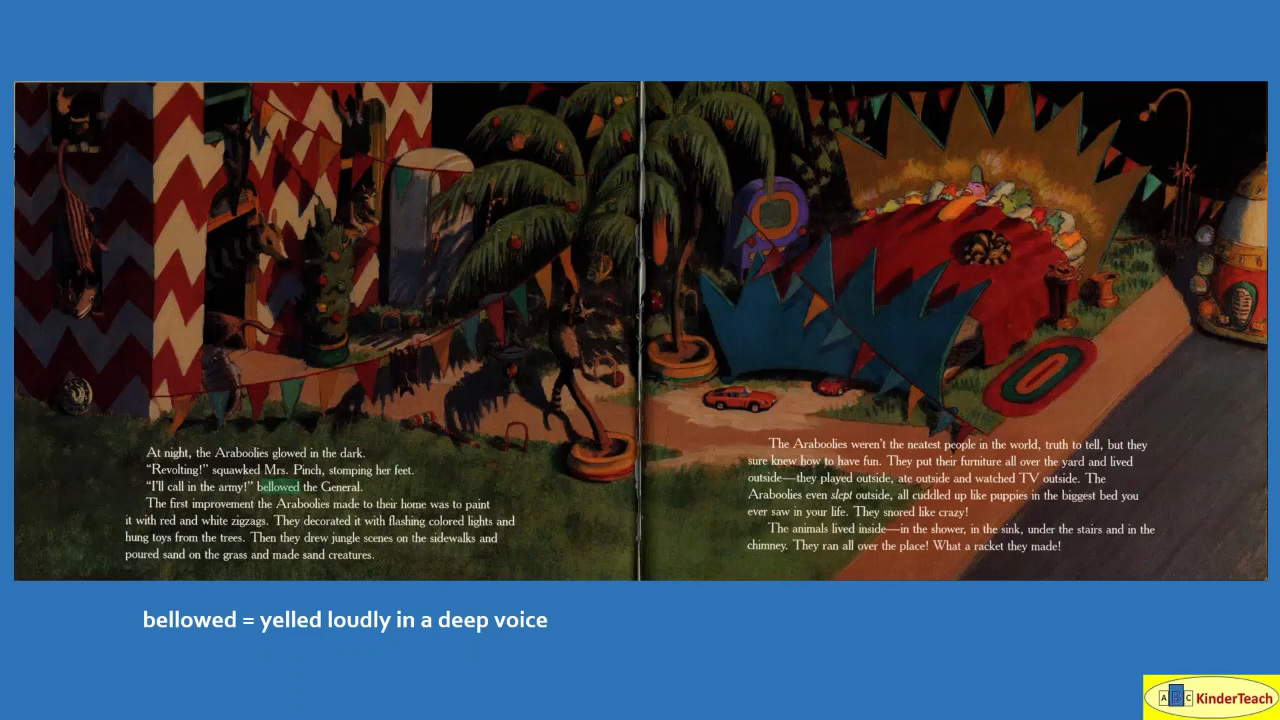 At night, the Araboolies glowed in the dark.
“Revolting!” squawked Mrs. Pinch, stomping her feet.
“I’ll call in the army!” bellowed the General.
The first improvement the Araboolies made to their home was to paint
it with red and white zigzags. They decorated it with flashing colored lights and
hung toys from the trees. Then they drew jungle scenes on the sidewalks and
poured sand on the grass and made sand creatures.
The Araboolies weren’t the neatest people in the world, truth to tell, but they
sure knew how to have fun. They put their furniture all over the yard and lived
outside—they played outside, ate outside and watched TV outside. The
Araboolies even slept outside, all cuddled up like puppies in the biggest bed you
ever saw in your life. They snored like crazy!
The animals lived inside—in the shower, in the sink, under the stairs and in the
chimney. They ran all over the place! What a racket they made!
bellowed = yelled loudly in a deep voice
A B C KinderTeach